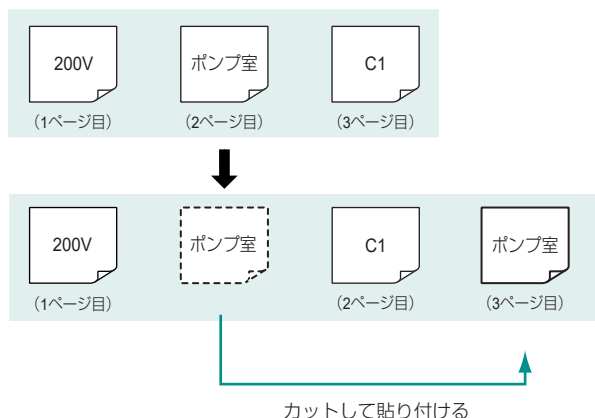 200V
ポンプ室
C1
(1ページ目)
(2ページ目)
(3ページ目)
200V
ポンプ室
C1
ポンプ室
(1ページ目)
(2ページ目)
(3ページ目)
カットして貼り付ける